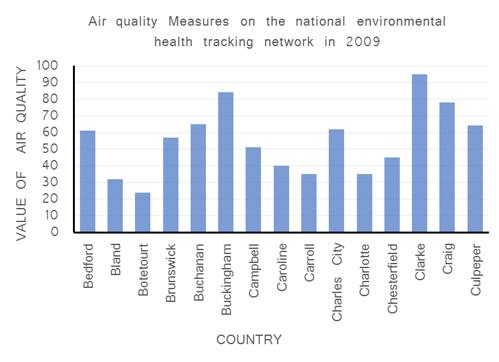 Air quality Measures on the national environmental
health tracking network in 2009
VALUE OF AIR QUALITY
100
90
80
70
60
50
40
30
20
10
0
Bedford
Bland
Botetourt
Brunswick
Buchanan
Buckingham
Campbell
Caroline
Carroll
Charles City
Charlotte
Chesterfield
Clarke
Craig
Culpeper
COUNTRY